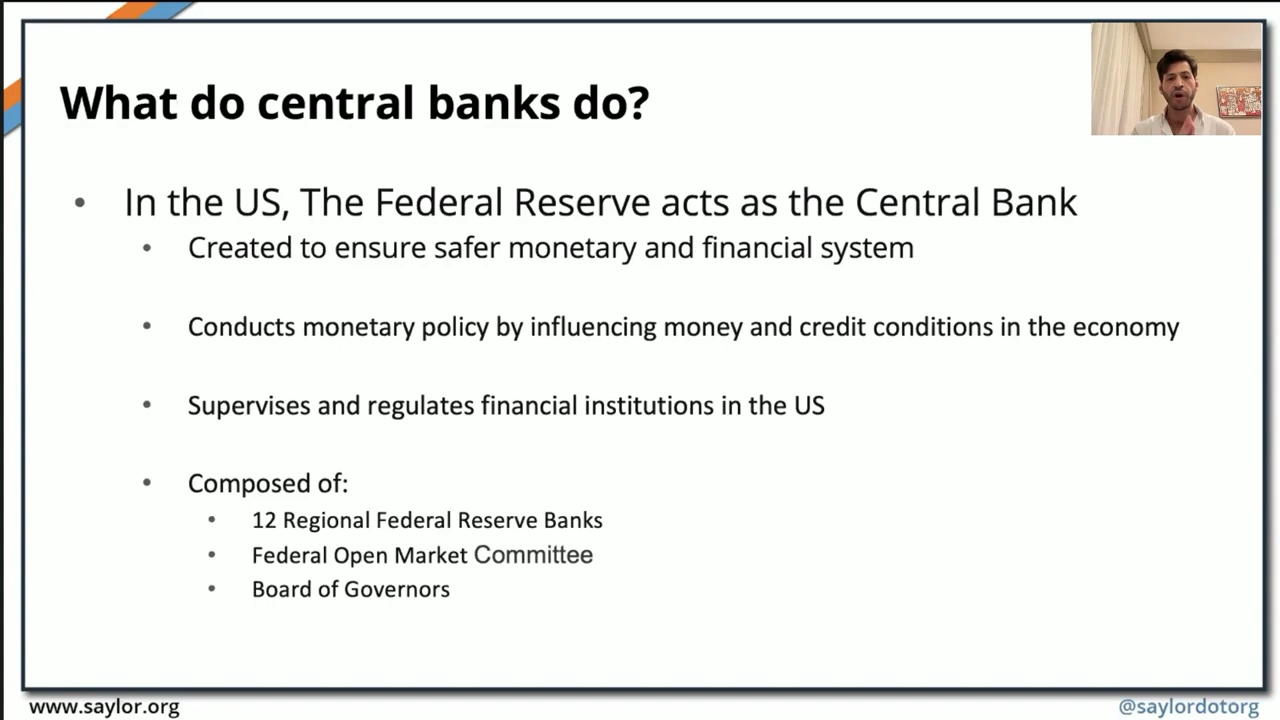 What do central banks do?
• In the US, The Federal Reserve acts as the Central Bank
• Created to ensure safer monetary and financial system
• Conducts monetary policy by influencing money and credit conditions in the economy
• Supervises and regulates financial institutions in the US
• Composed of:
• 12 Regional Federal Reserve Banks
• Federal Open Market Committee
• Board of Governors
www.saylor.org
@saylordotorg